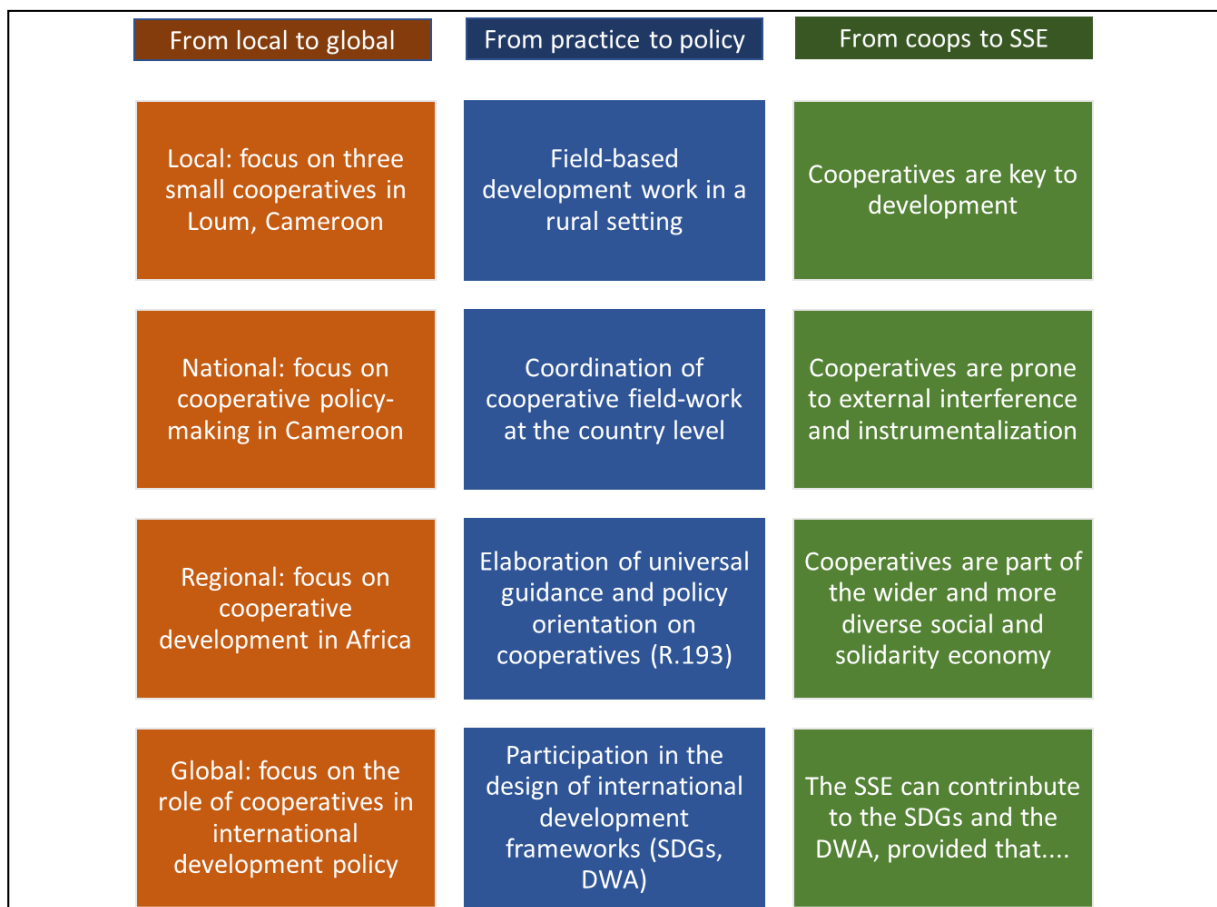 From local to global
From practice to policy
From coops to SSE
Local: focus on three
small cooperatives in
Loum, Cameroon
Field-based
development work in a
rural setting
Cooperatives are key to
development
National: focus on
cooperative policy-
making in Cameroon
Coordination of
cooperative field-work
at the country level
Cooperatives are prone
to external interference
and instrumentalization
Regional: focus on
cooperative
development in Africa
Elaboration of universal
guidance and policy
orientation on
cooperatives (R.193)
Cooperatives are part of
the wider and more
diverse social and
solidarity economy
Global: focus on the
role of cooperatives in
international
development policy
Participation in the
design of international
development
frameworks (SDGs,
DWA)
The SSE can contrinbute
to the SDGs and the
DWA, provided that....